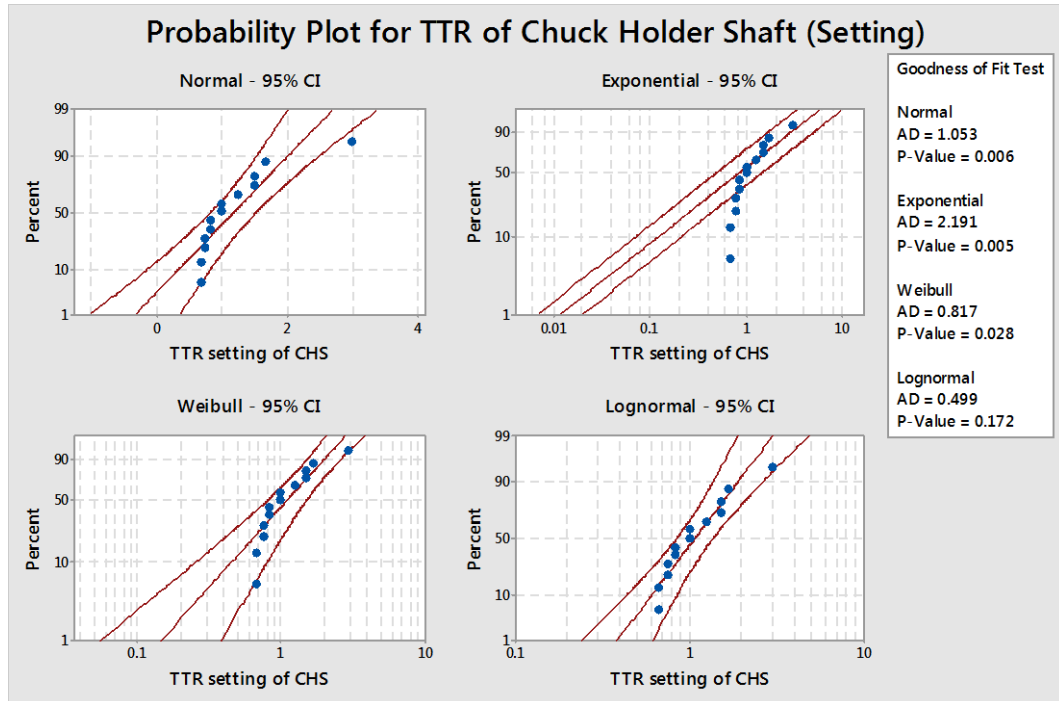 Probability Plot for TTR of Chuck Holder Shaft (Setting)
Normal - 95% CI
99
90
50
10
1
Percent
0
2
4
TTR setting of CHS
Exponential - 95% CI
90
50
10
1
Percent
0.01
0.1
1
10
TTR setting of CHS
Weibull - 95% CI
90
50
10
1
Percent
0.1
1
10
TTR setting of CHS
Lognormal - 95% CI
99
90
50
10
1
Percent
0.1
1
10
TTR setting of CHS
Goodness of Fit Test
Normal
AD = 1.053
P-Value = 0.006
Exponential
AD = 2.191
P-Value = 0.005
Weibull
AD = 0.817
P-Value = 0.028
Lognormal
AD = 0.499
P-Value = 0.172